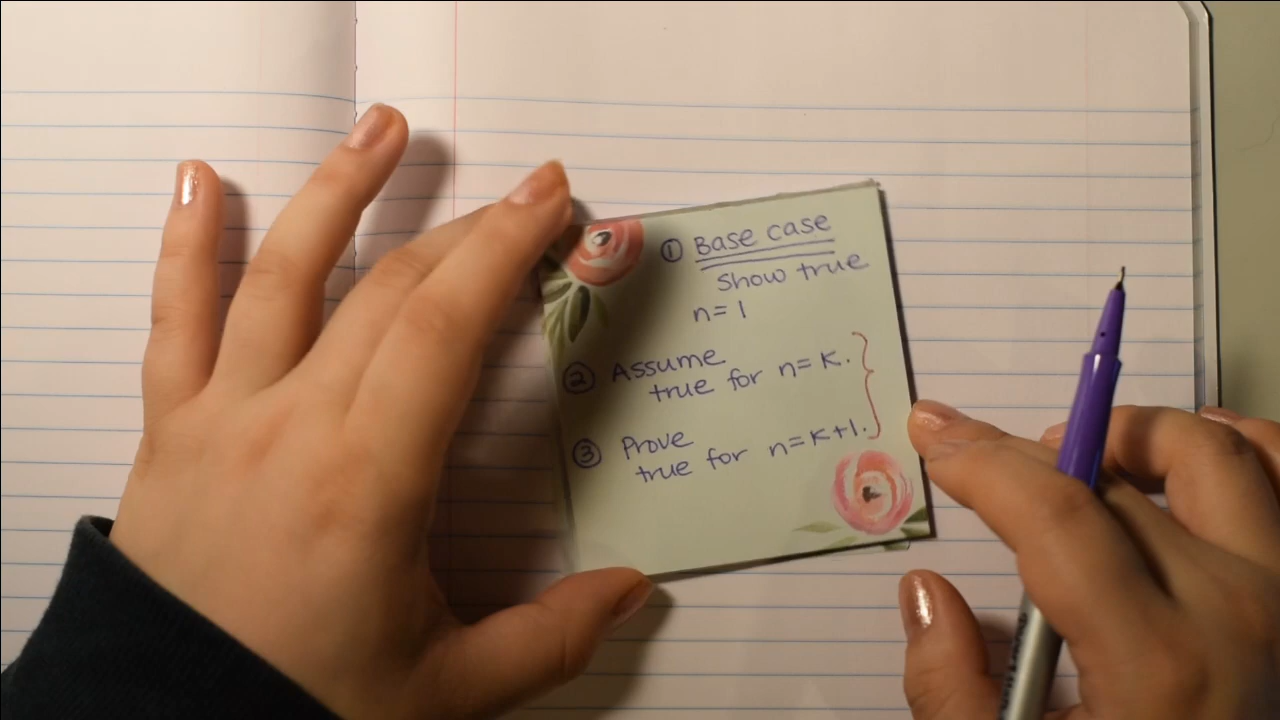 ① Base case
Show true
n = 1
② Assume
true for n = k.
③ Prove
true for n = k+1.